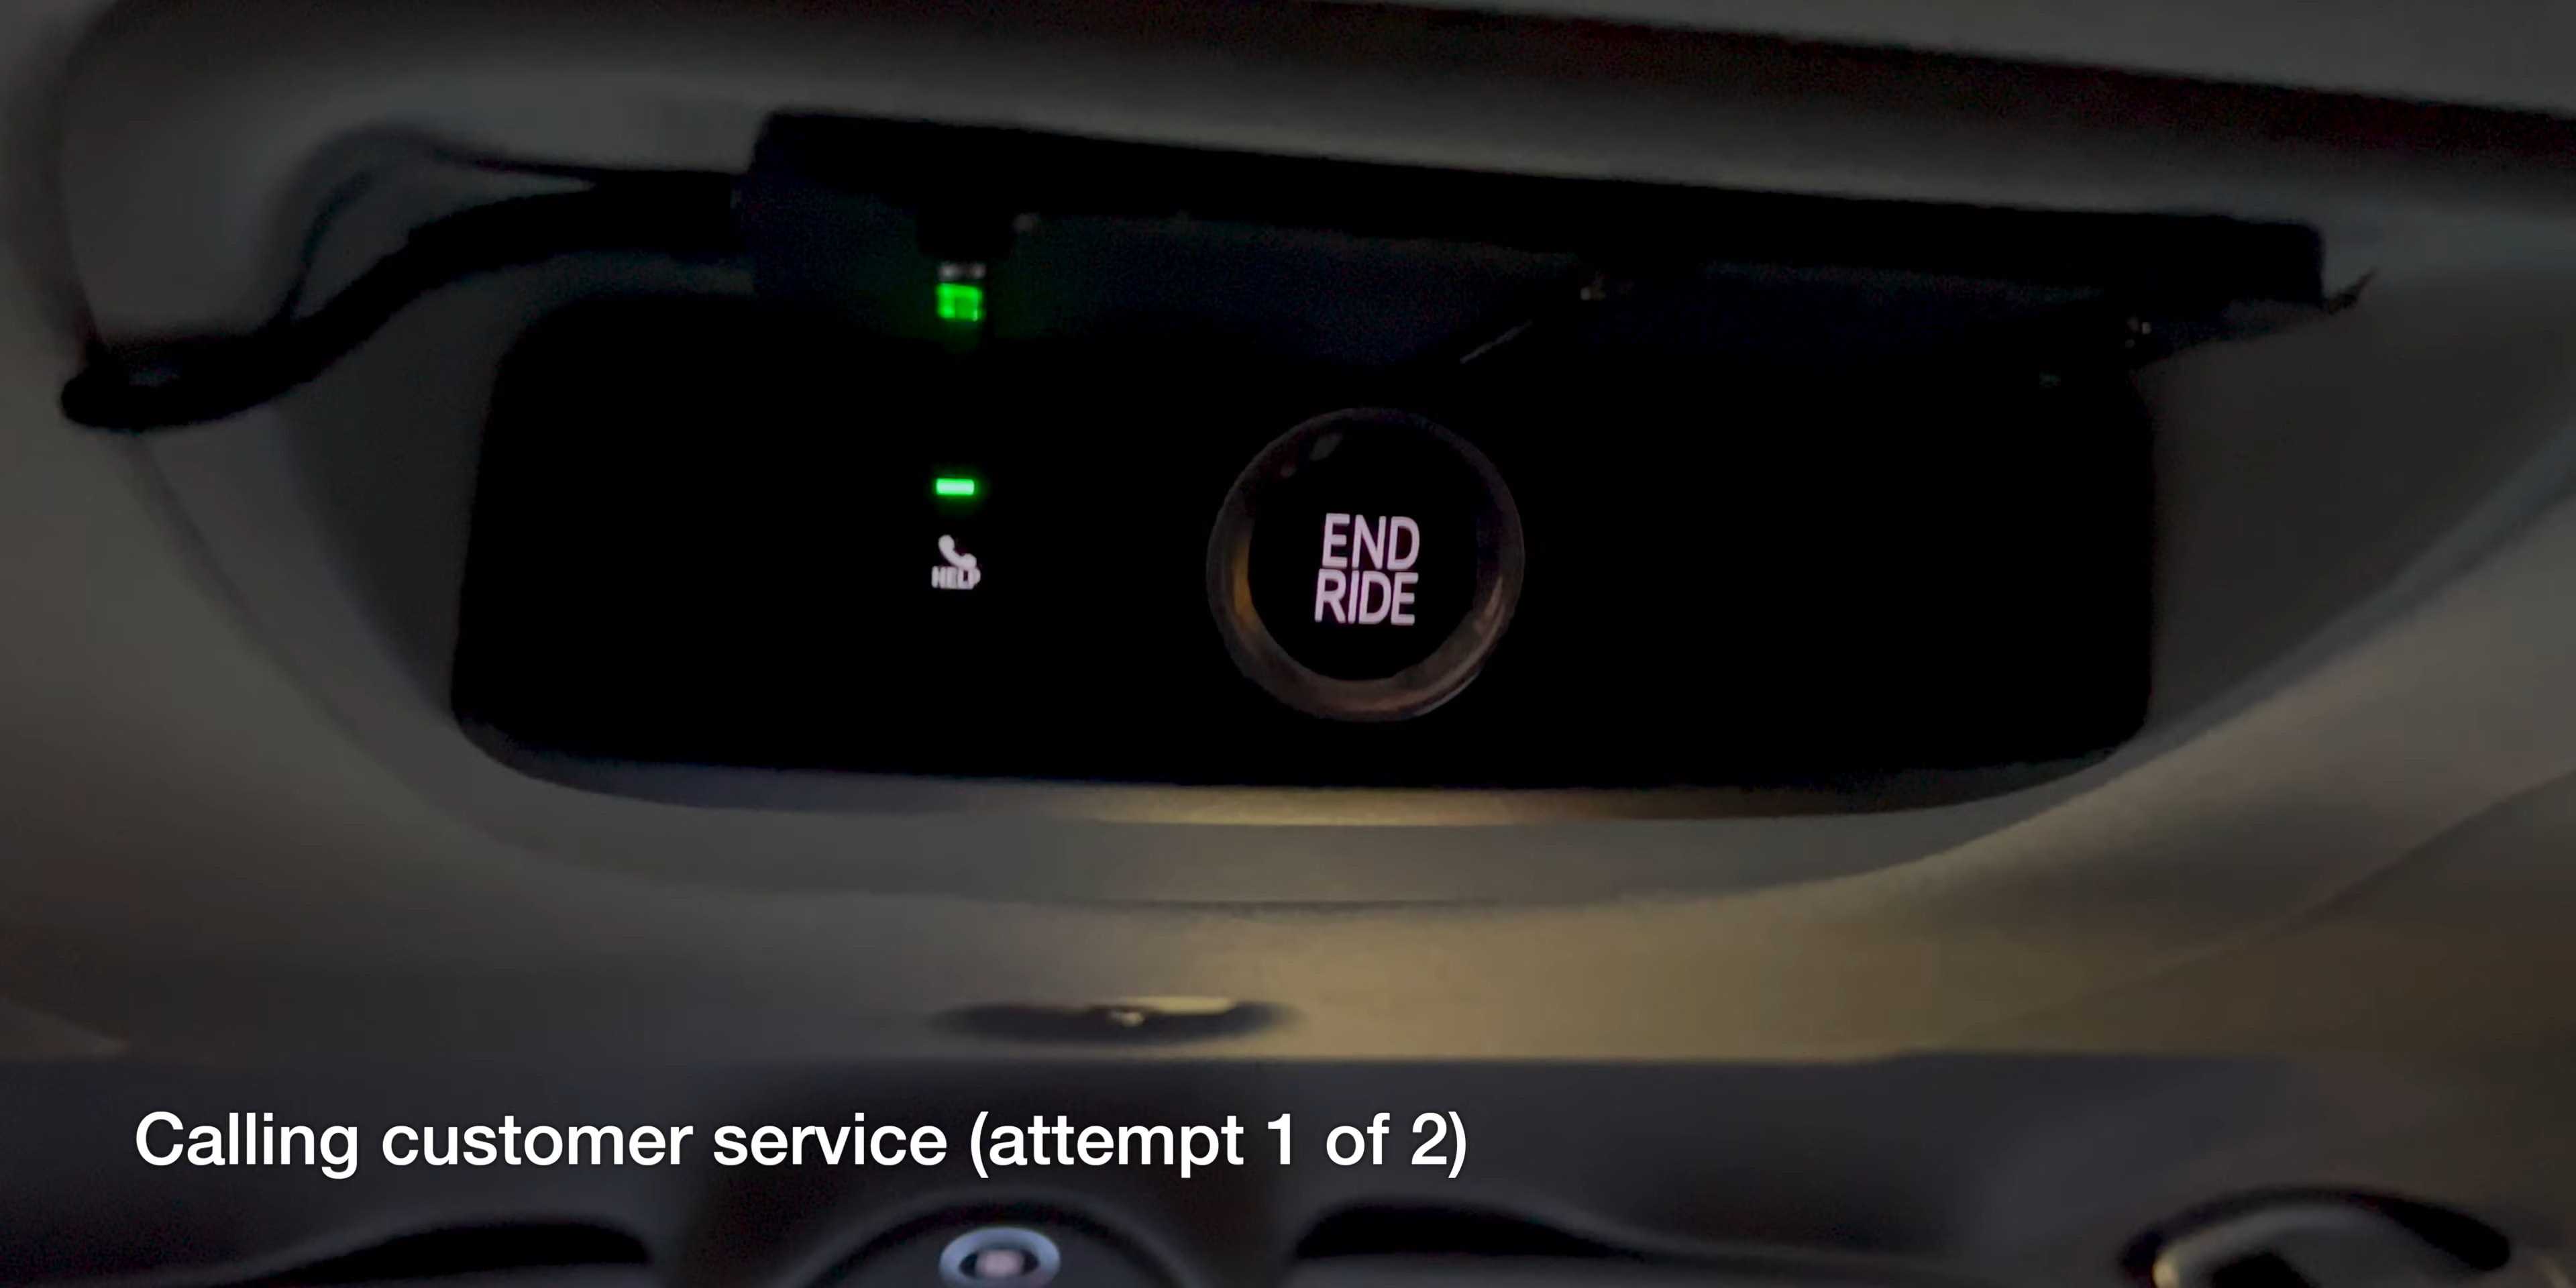 HELP
END
RIDE
Calling customer service (attempt 1 of 2)